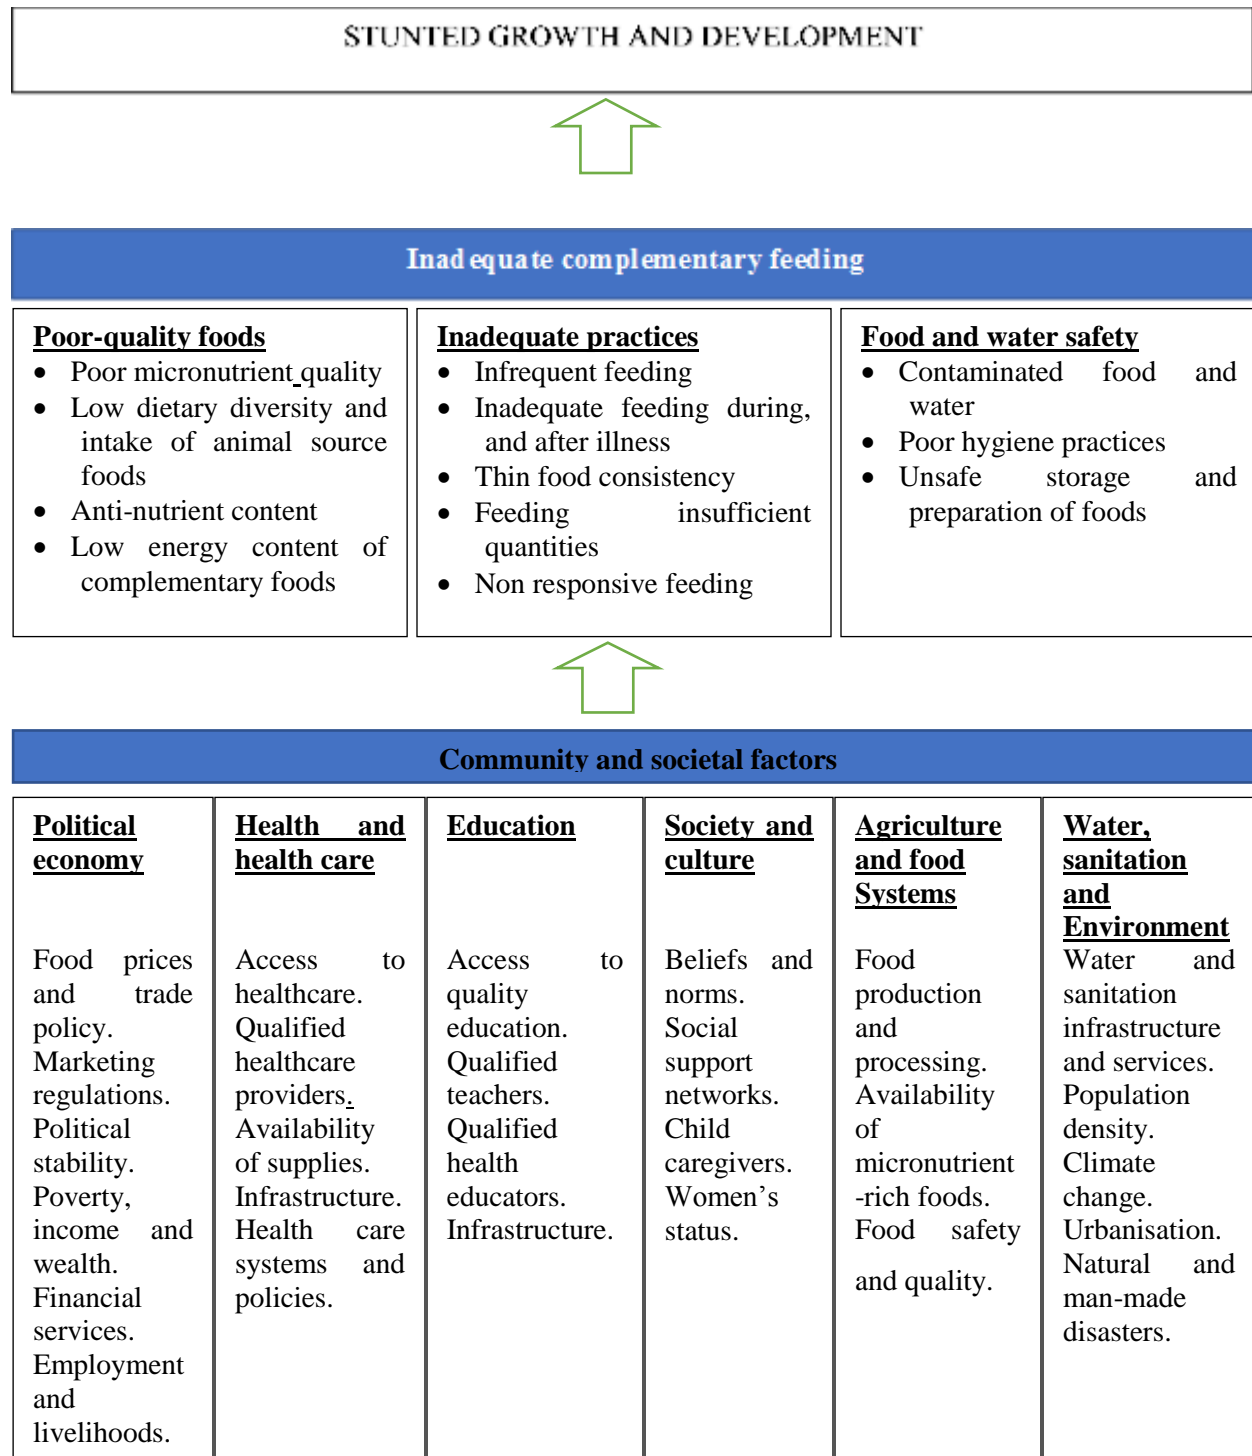 STUNTED GROWTH AND DEVELOPMENT
Inadequate complementary feeding
Poor-quality foods
• Poor micronutrient quality
• Low dietary diversity and
intake of animal source
foods
• Anti-nutrient content
• Low energy content of
complementary foods
Inadequate practices
• Infrequent feeding
• Inadequate feeding during,
and after illness
• Thin food consistency
• Feeding insufficient
quantities
• Non responsive feeding
Food and water safety
• Contaminated food and
water
• Poor hygiene practices
• Unsafe storage and
preparation of foods
Community and societal factors
Political
economy
Food prices
and trade
policy.
Marketing
regulations.
Political
stability.
Poverty,
income and
wealth.
Financial
services.
Employment
and
livelihoods.
Health and
health care
Access to
healthcare.
Qualified
healthcare
providers.
Availability
of supplies.
Infrastructure.
Health care
systems and
policies.
Education
Access to
quality
education.
Qualified
teachers.
Qualified
health
educators.
Infrastructure.
Society and
culture
Beliefs and
norms.
Social
support
networks.
Child
caregivers.
Women’s
status.
Agriculture
and food
Systems
Food
production
and
processing.
Availability
of
micronutrient
-rich foods.
Food safety
and quality.
Water,
sanitation
and
Environment
Water and
sanitation
infrastructure
and services.
Population
density.
Climate
change.
Urbanisation.
Natural and
man-made
disasters.